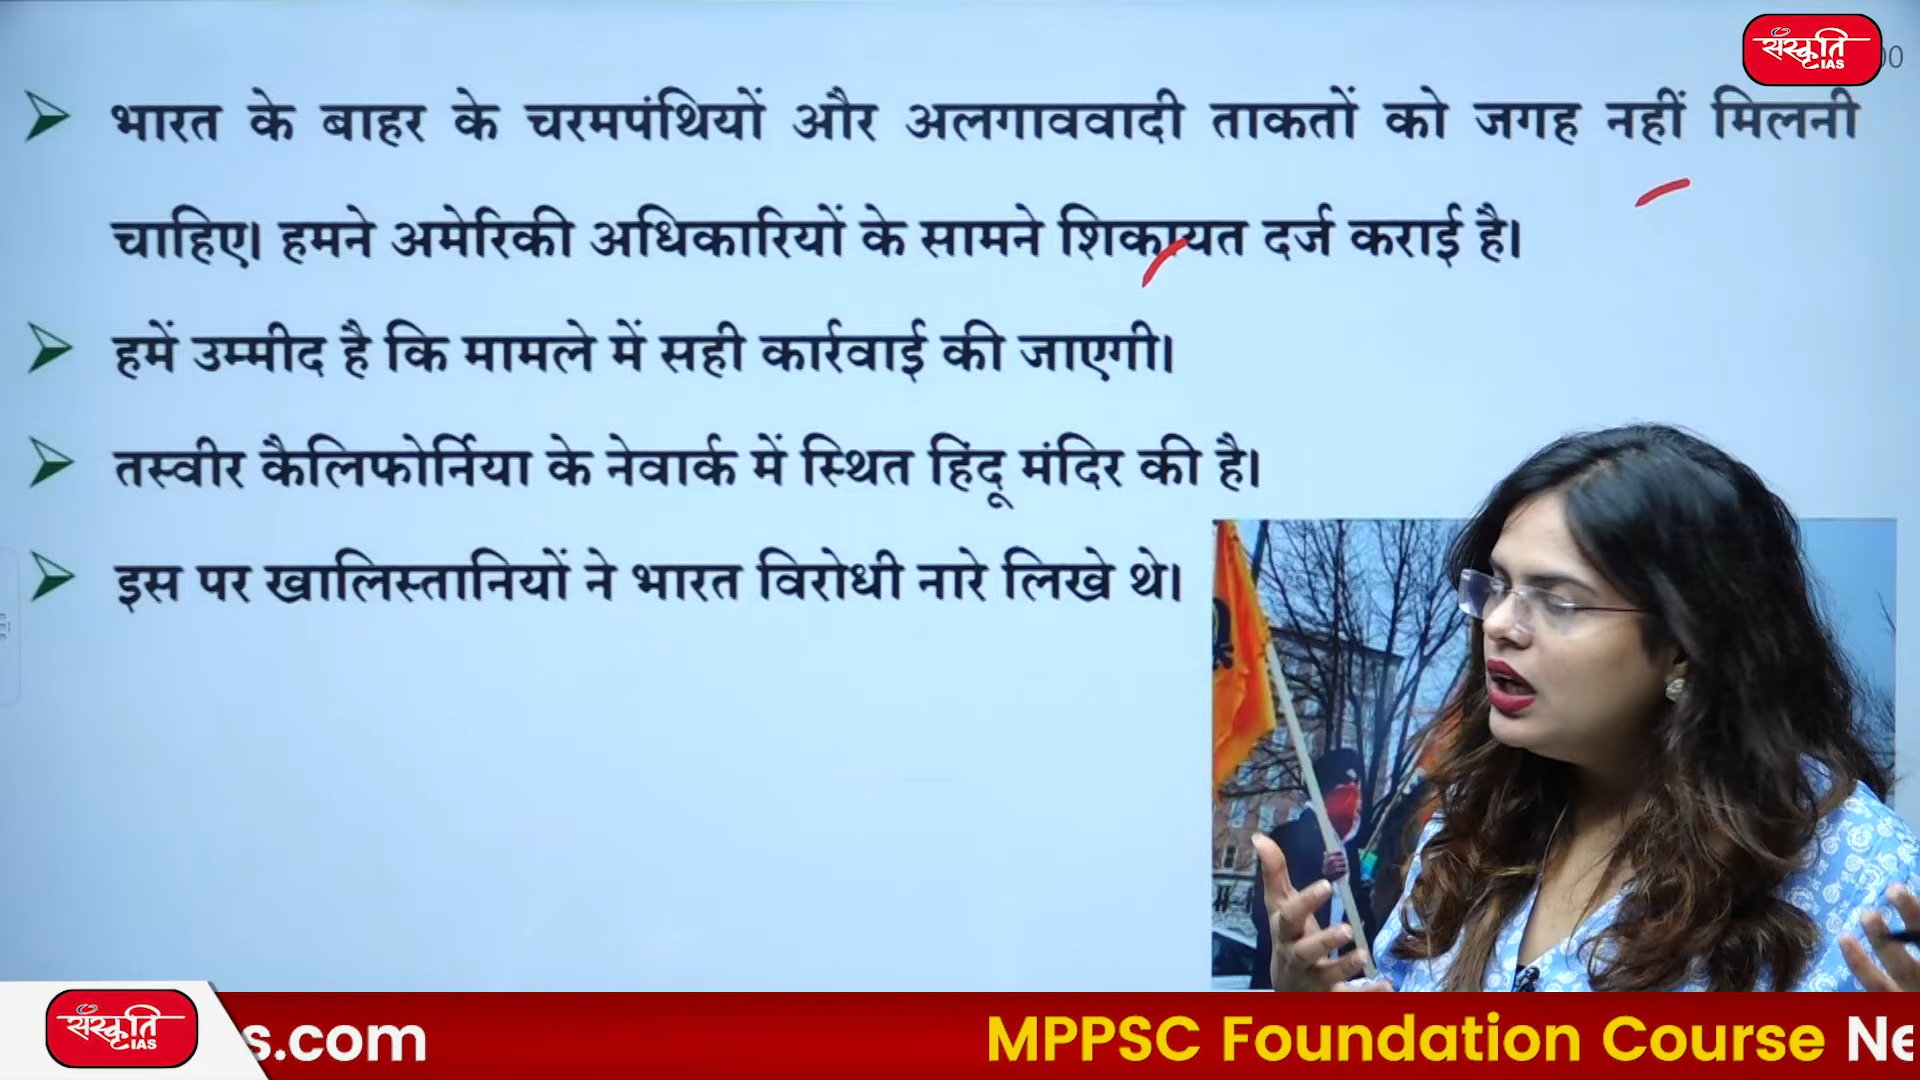 संस्कृति
IAS
00
भारत के बाहर के चरमपंथियों और अलगाववादी ताकतों को जगह नहीं मिलनी
चाहिए। हमने अमेरिकी अधिकारियों के सामने शिकायत दर्ज कराई है।
हमें उम्मीद है कि मामले में सही कार्रवाई की जाएगी।
तस्वीर कैलिफोर्निया के नेवार्क में स्थित हिंदू मंदिर की है।
इस पर खालिस्तानियों ने भारत विरोधी नारे लिखे थे।
संस्कृति
IAS
s.com MPPSC Foundation Course Ne